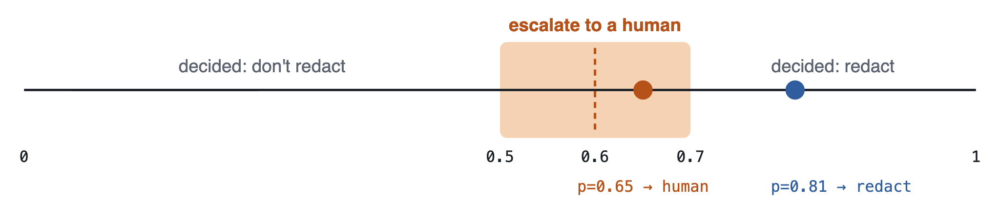 escalate to a human
decided: don't redact
decided: redact
0
0.5
0.6
0.7
1
p=0.65 → human
p=0.81 → redact